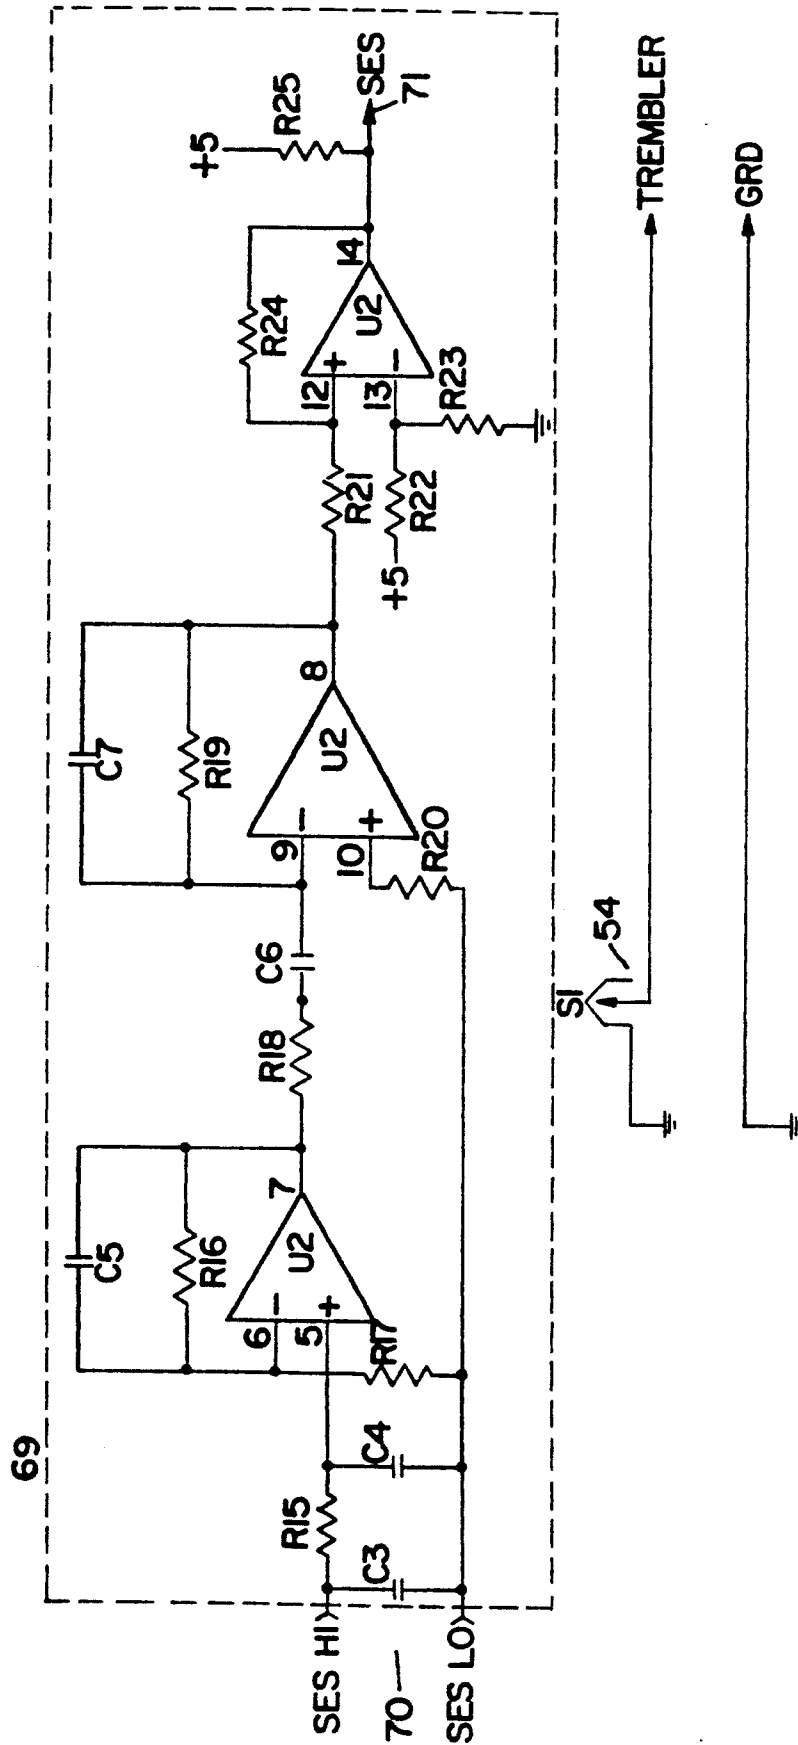 69
SES HI
70
SES LO
C3
R15
C4
C5
R16
6
5
-
+
U2
7
R17
R18
C6
C7
R19
9
10
-
+
U2
8
R20
R21
+5
R22
R24
12
13
+
-
U2
14
R23
+5
R25
SES
71
S1
54
TREMBLER
GRD